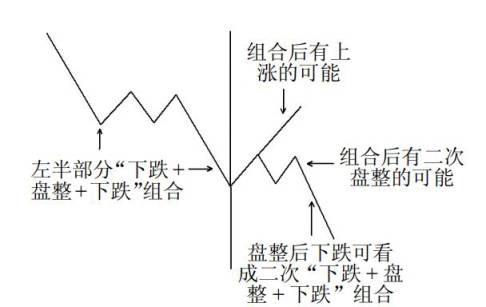 组合后有上
涨的可能
左半部分“下跌+
盘整+下跌”组合
组合后有二次
盘整的可能
盘整后下跌可看
成二次“下跌+盘
整+下跌”组合